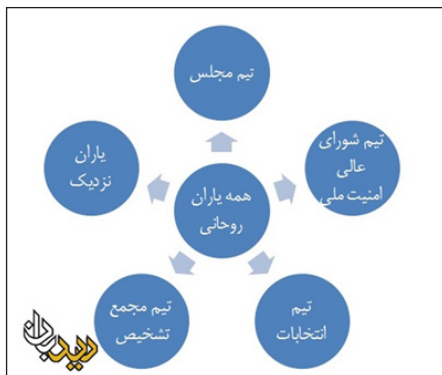 تیم مجلس
تیم شورای
عالی
امنیت ملی
یاران
نزدیک
همه یاران
روحانی
تیم مجمع
تشخیص
تیم
انتخابات
دیدبان